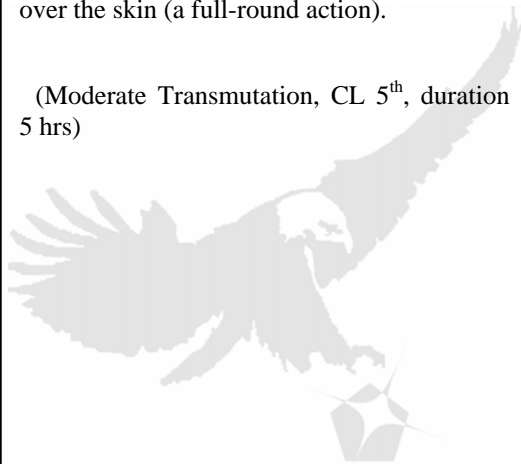 over the skin (a full-round action).
(Moderate Transmutation, CL 5th, duration
5 hrs)